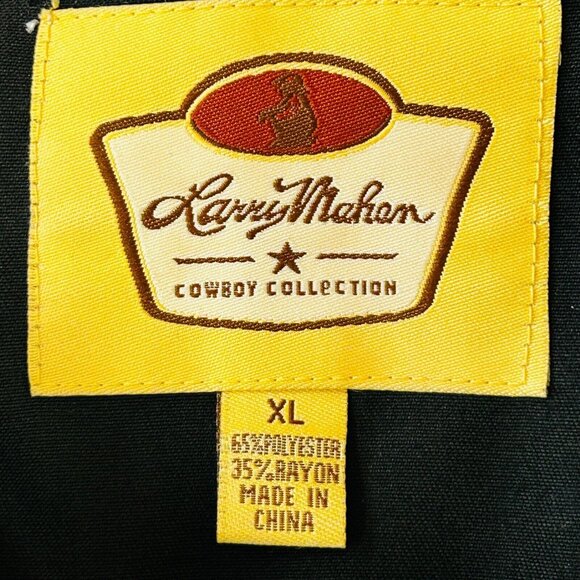 Larry Mahan
COWBOY COLLECTION
XL
65%POLYESTER
35%RAYON
MADE IN
CHINA